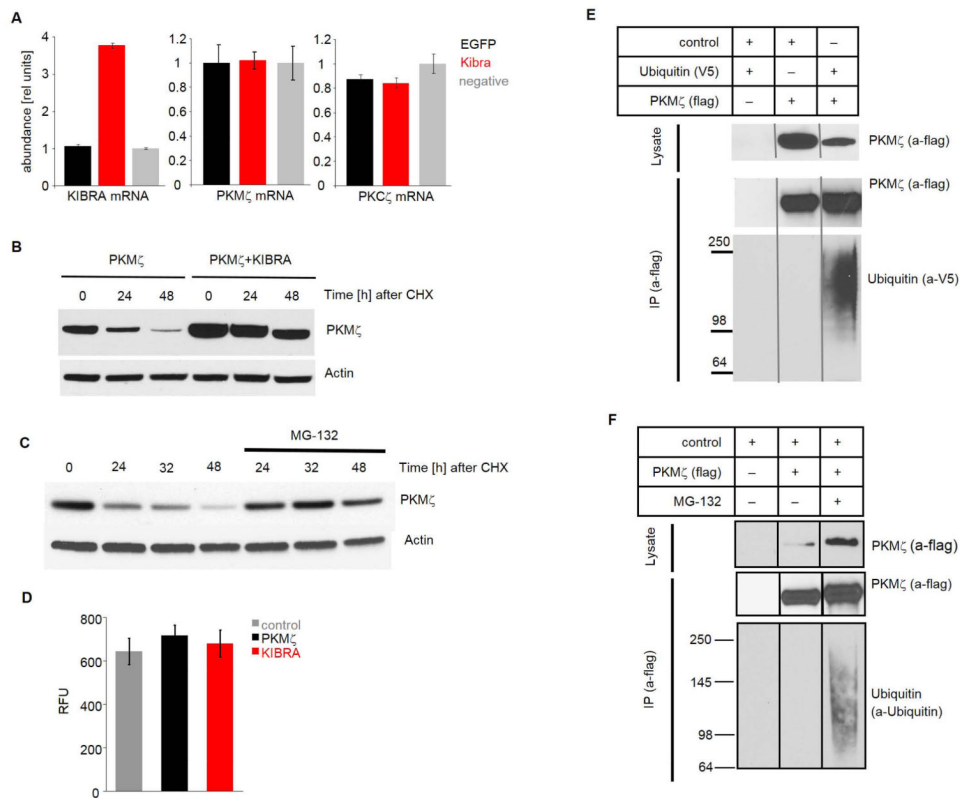 A
abundance [rel units]
4
3
2
1
0
KIBRA mRNA
1.2
1
0.8
0.6
0.4
0.2
0
PKMζ mRNA
1.2
1
0.8
0.6
0.4
0.2
0
PKCζ mRNA
EGFP
Kibra
negative
B
PKMζ PKMζ+KIBRA
0 24 48 0 24 48 Time [h] after CHX
PKMζ
Actin
C
MG-132
0 24 32 48 24 32 48 Time [h] after CHX
PKMζ
Actin
D
RFU
800
600
400
200
0
control
PKMζ
KIBRA
E
control + + –
Ubiquitin (V5) + – +
PKMζ (flag) – + +
Lysate
PKMζ (a-flag)
IP (a-flag)
PKMζ (a-flag)
250
98
64
Ubiquitin (a-V5)
F
control + + +
PKMζ (flag) – + +
MG-132 – – +
Lysate
PKMζ (a-flag)
IP (a-flag)
PKMζ (a-flag)
250
145
98
64
Ubiquitin
(a-Ubiquitin)